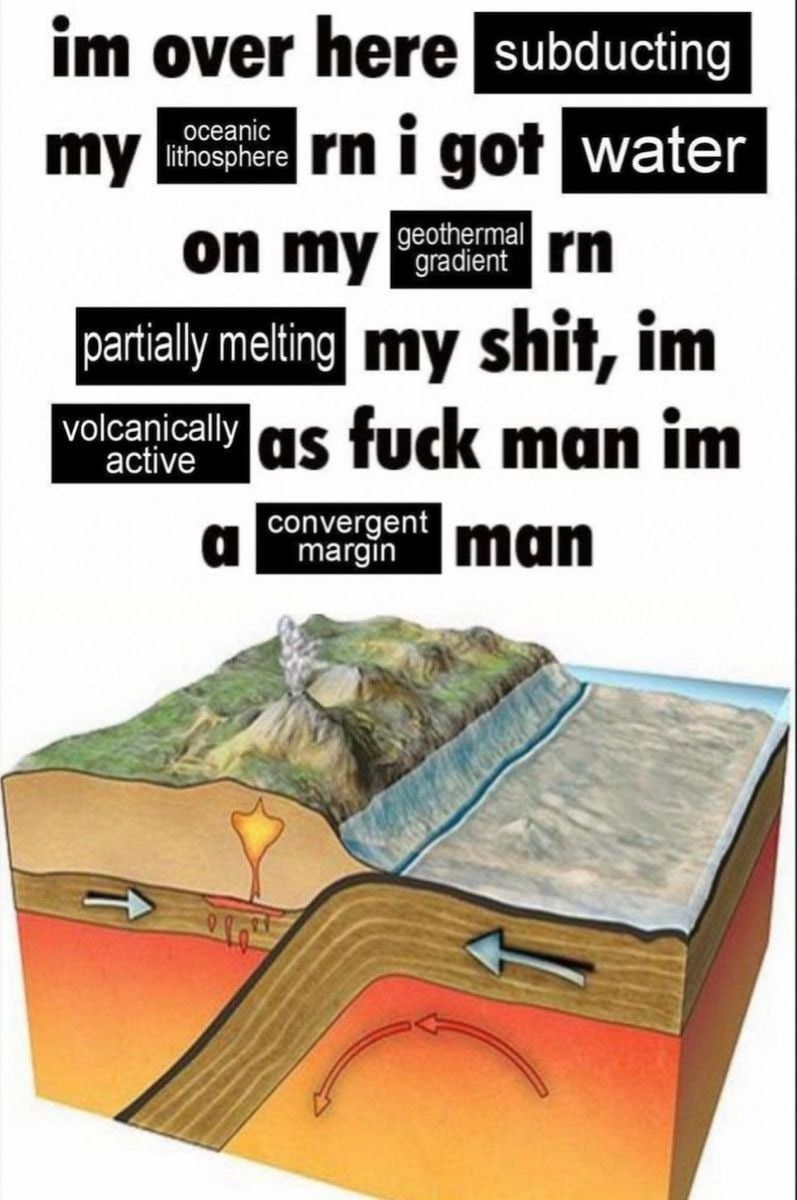 im over here subducting
my oceanic lithosphere rn i got water
on my geothermal gradient rn
partially melting my shit, im
volcanically active as fuck man im
a convergent margin man